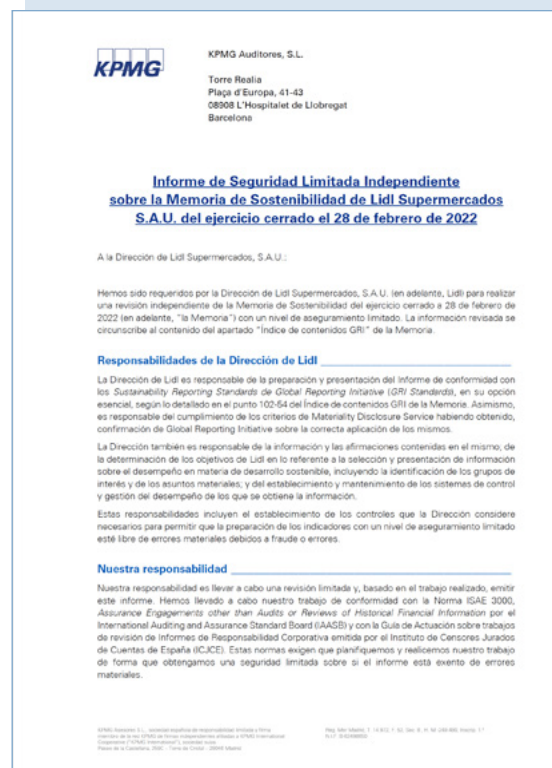 KPMG
KPMG Auditores, S.L.
Torre Realia
Plaça d'Europa, 41-43
08908 L'Hospitalet de Llobregat
Barcelona
Informe de Seguridad Limitada Independiente
sobre la Memoria de Sostenibilidad de Lidl Supermercados
S.A.U. del ejercicio cerrado el 28 de febrero de 2022
A la Dirección de Lidl Supermercados, S.A.U.:
Hemos sido requeridos por la Dirección de Lidl Supermercados, S.A.U. (en adelante, Lidl) para realizar
una revisión independiente de la Memoria de Sostenibilidad del ejercicio cerrado a 28 de febrero de
2022 (en adelante, "la Memoria") con un nivel de aseguramiento limitado. La información revisada se
circunscribe al contenido del apartado "Índice de contenidos GRI" de la Memoria.
Responsabilidades de la Dirección de Lidl
La Dirección de Lidl es responsable de la preparación y presentación del Informe de conformidad con
los Sustainability Reporting Standards de Global Reporting Initiative (GRI Standards), en su opción
esencial, según lo detallado en el punto 102-54 del Índice de contenidos GRI de la Memoria. Asimismo,
es responsable del cumplimiento de los criterios de Materiality Disclosure Service habiendo obtenido,
confirmación de Global Reporting Initiative sobre la correcta aplicación de los mismos.
La Dirección también es responsable de la información y las afirmaciones contenidas en el mismo; de
la determinación de los objetivos de Lidl en lo referente a la selección y presentación de información
sobre el desempeño en materia de desarrollo sostenible, incluyendo la identificación de los grupos de
interés y de los asuntos materiales; y del establecimiento y mantenimiento de los sistemas de control
y gestión del desempeño de los que se obtiene la información.
Estas responsabilidades incluyen el establecimiento de los controles que la Dirección considere
necesarios para permitir que la preparación de los indicadores con un nivel de aseguramiento limitado
esté libre de errores materiales debidos a fraude o errores.
Nuestra responsabilidad
Nuestra responsabilidad es llevar a cabo una revisión limitada y, basado en el trabajo realizado, emitir
este informe. Hemos llevado a cabo nuestro trabajo de conformidad con la Norma ISAE 3000,
Assurance Engagements other than Audits or Reviews of Historical Financial Information por el
International Auditing and Assurance Standard Board (IAASB) y con la Guía de Actuación sobre trabajos
de revisión de Informes de Responsabilidad Corporativa emitida por el Instituto de Censores Jurados
de Cuentas de España (ICJCE). Estas normas exigen que planifiquemos y realicemos nuestro trabajo
de forma que obtengamos una seguridad limitada sobre si el informe está exento de errores
materiales.